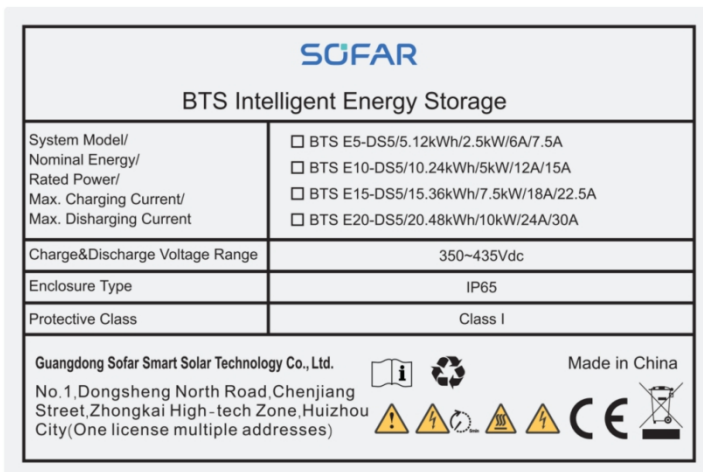 SOFAR
BTS Intelligent Energy Storage
System Model/
Nominal Energy/
Rated Power/
Max. Charging Current/
Max. Disharging Current
☐ BTS E5-DS5/5.12kWh/2.5kW/6A/7.5A
☐ BTS E10-DS5/10.24kWh/5kW/12A/15A
☐ BTS E15-DS5/15.36kWh/7.5kW/18A/22.5A
☐ BTS E20-DS5/20.48kWh/10kW/24A/30A
Charge&Discharge Voltage Range
350~435Vdc
Enclosure Type
IP65
Protective Class
Class I
Guangdong Sofar Smart Solar Technology Co., Ltd.
No.1,Dongsheng North Road,Chenjiang
Street,Zhongkai High-tech Zone,Huizhou
City(One license multiple addresses)
Made in China
CE